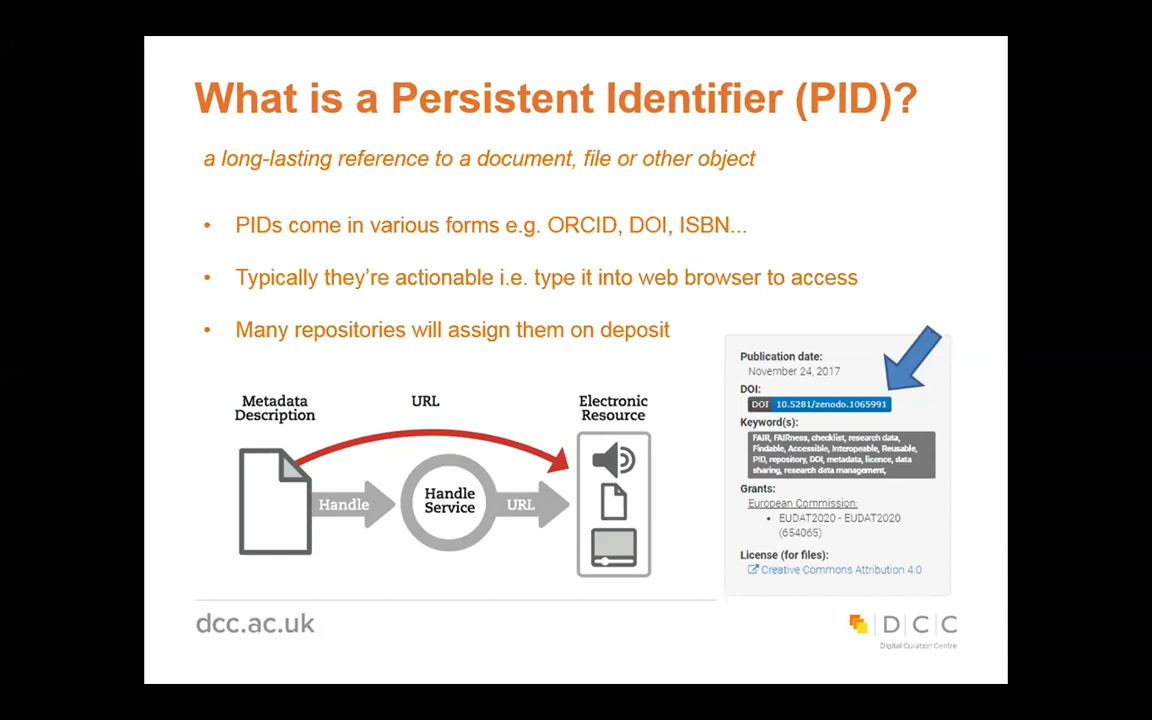 What is a Persistent Identifier (PID)?
a long-lasting reference to a document, file or other object
• PIDs come in various forms e.g. ORCID, DOI, ISBN...
• Typically they're actionable i.e. type it into web browser to access
• Many repositories will assign them on deposit
Metadata
Description
URL
Electronic
Resource
Handle
Handle
Service
URL
Publication date:
November 24, 2017
DOI:
DOI 10.5281/zenodo.1065991
Keyword(s):
FAIR, FAIRness, checklist, research data,
Findable, Accessible, Interopeable, Reusable,
PID, repository, DOI, metadata, licence, data
sharing, research data management,
Grants:
European Commission:
• EUDAT2020 - EUDAT2020
(654065)
License (for files):
Creative Commons Attribution 4.0
dcc.ac.uk
D|C|C
Digital Curation Centre